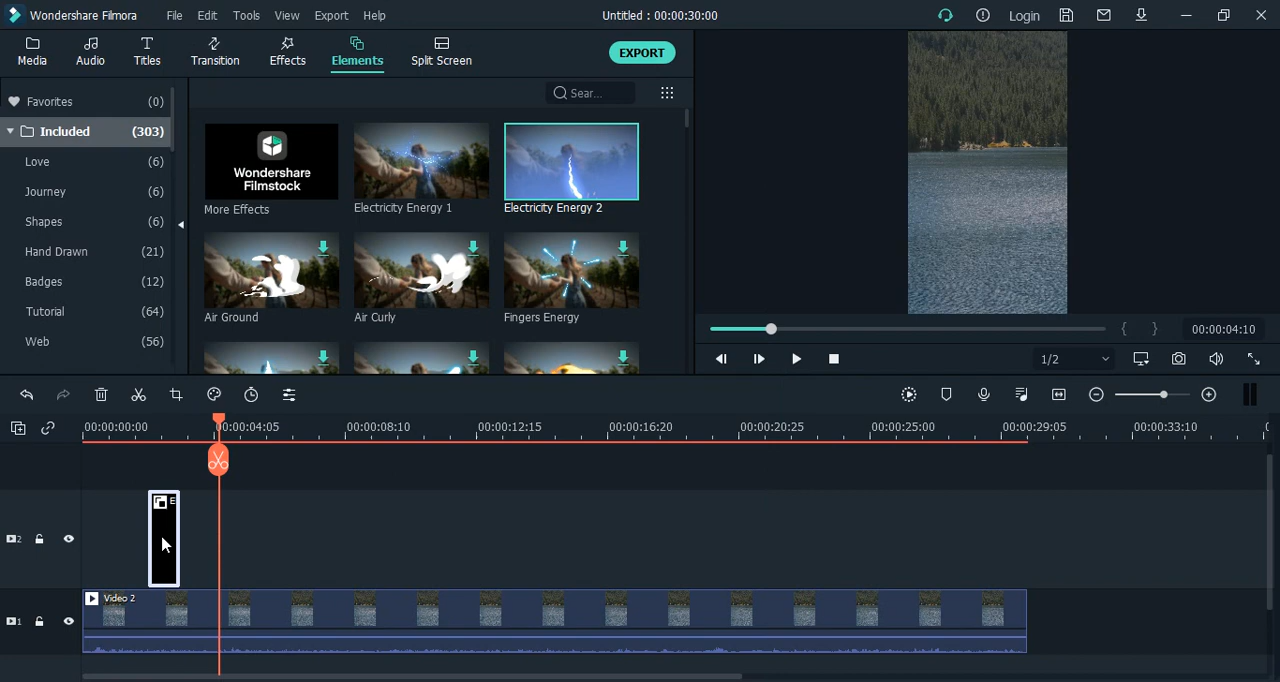 Wondershare Filmora File Edit Tools View Export Help Untitled : 00:00:30:00 Login
Media Audio Titles Transition Effects Elements Split Screen EXPORT
Favorites (0)
Included (303)
Love (6)
Journey (6)
Shapes (6)
Hand Drawn (21)
Badges (12)
Tutorial (64)
Web (56)
Sear...
Wondershare
Filmstock
More Effects Electricity Energy 1 Electricity Energy 2
Air Ground Air Curly Fingers Energy
{ } 00:00:04:10
1/2
00:00:00:00 00:00:04:05 00:00:08:10 00:00:12:15 00:00:16:20 00:00:20:25 00:00:25:00 00:00:29:05 00:00:33:10
E
2
Video 2
1